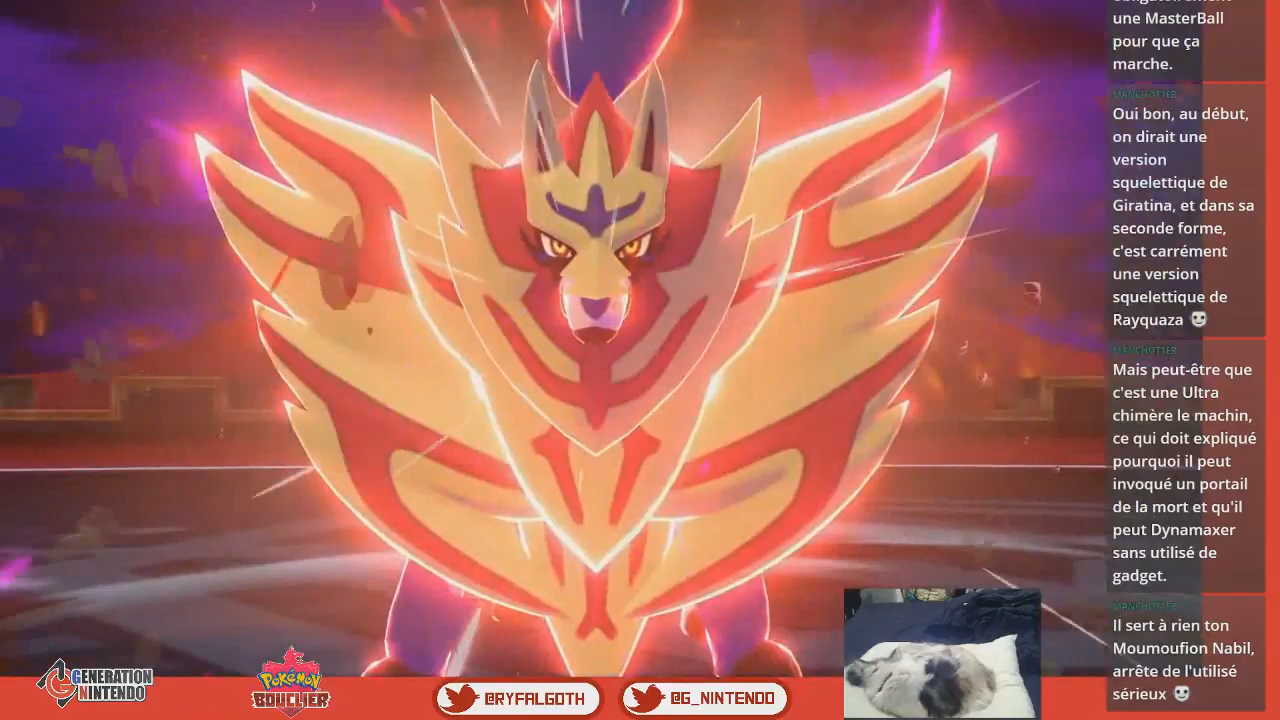 obligatoirement
une MasterBall
pour que ça
marche.
MANCHOT1ER
Oui bon, au début,
on dirait une
version
squelettique de
Giratina, et dans sa
seconde forme,
c'est carrément
une version
squelettique de
Rayquaza
MANCHOT1ER
Mais peut-être que
c'est une Ultra
chimère le machin,
ce qui doit expliqué
pourquoi il peut
invoqué un portail
de la mort et qu'il
peut Dynamaxer
sans utilisé de
gadget.
MANCHOT1ER
Il sert à rien ton
Moumoufion Nabil,
arrête de l'utilisé
sérieux
GENERATION
NINTENDO
POKÉMON
BOUCLIER
@RYFALGOTH
@G_NINTENDO